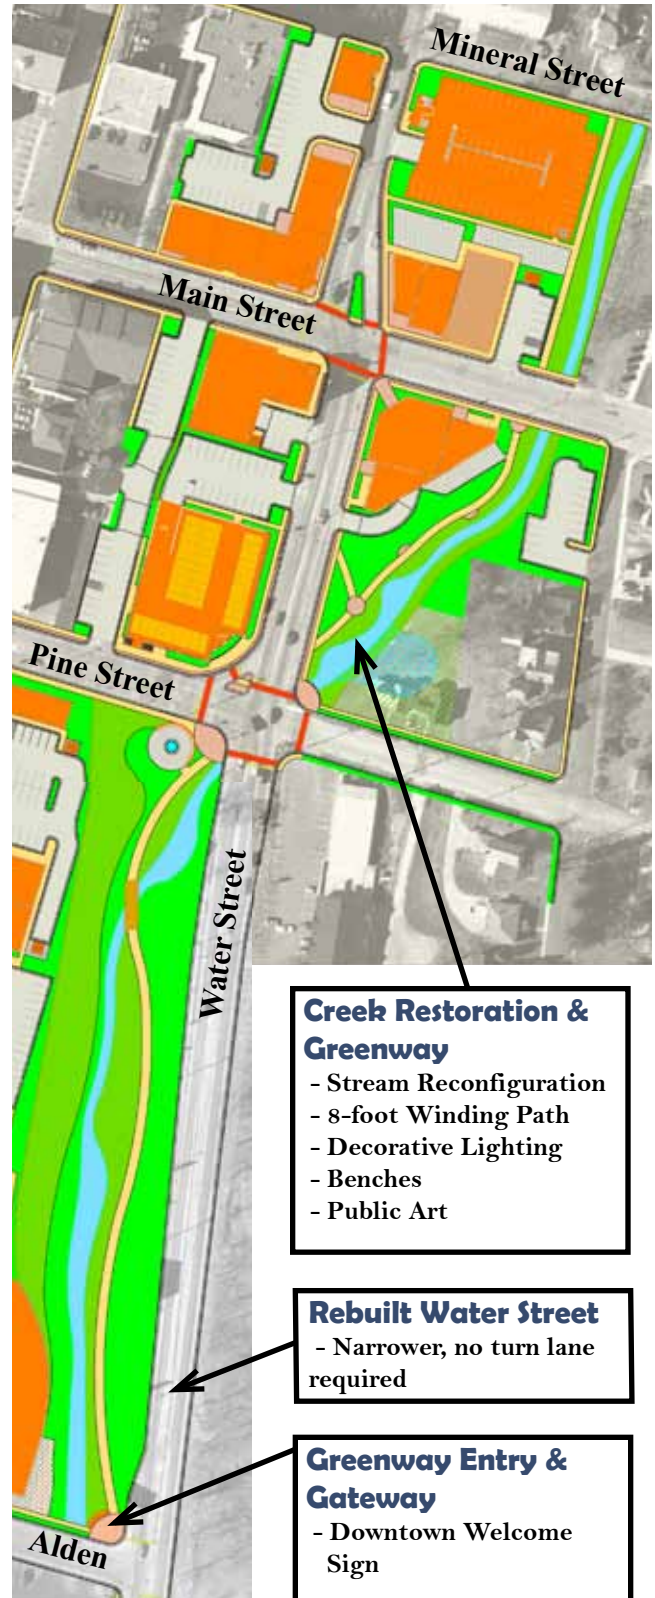 Mineral Street
Main Street
Pine Street
Water Street
Creek Restoration &
Greenway
- Stream Reconfiguration
- 8-foot Winding Path
- Decorative Lighting
- Benches
- Public Art
Rebuilt Water Street
- Narrower, no turn lane
required
Greenway Entry &
Gateway
- Downtown Welcome
Sign
Alden